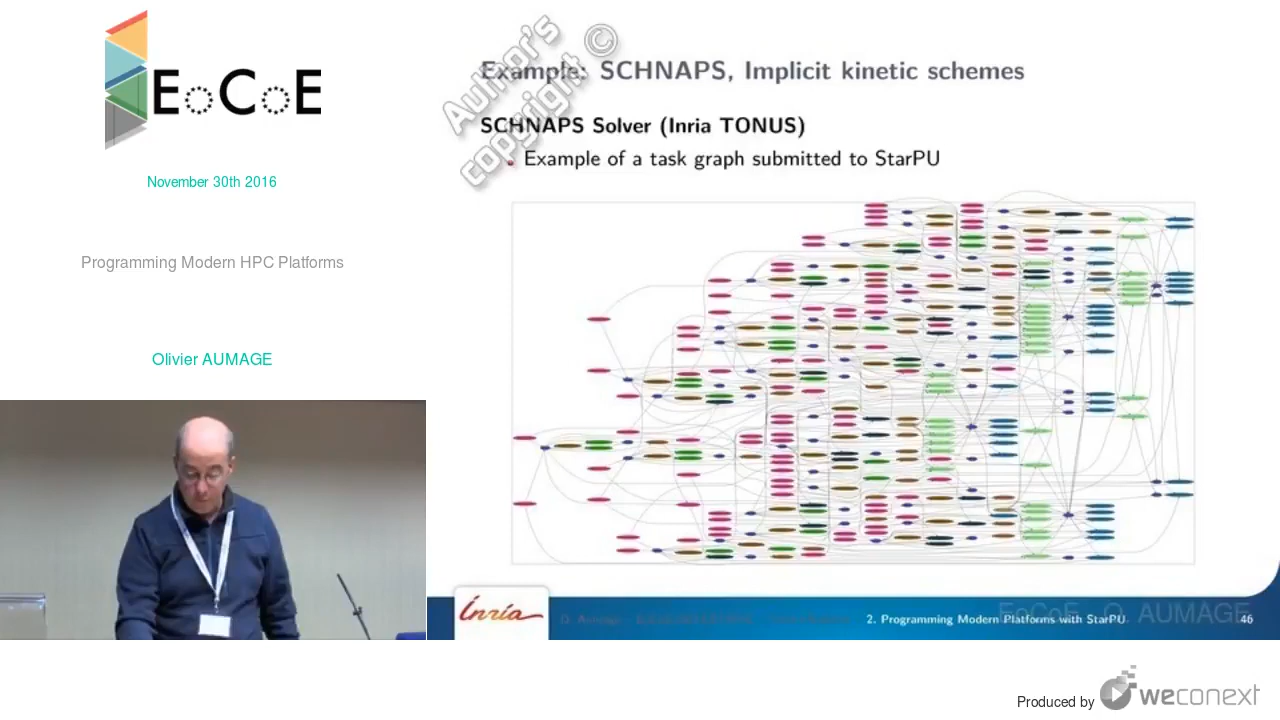 EoCoE
November 30th 2016
Programming Modern HPC Platforms
Olivier AUMAGE
Author's
copyright ©
Example: SCHNAPS, Implicit kinetic schemes
SCHNAPS Solver (Inria TONUS)
Example of a task graph submitted to StarPU
Inria
2. Programming Modern Platforms with StarPU
EoCoE O. AUMAGE
46
Produced by
weconext